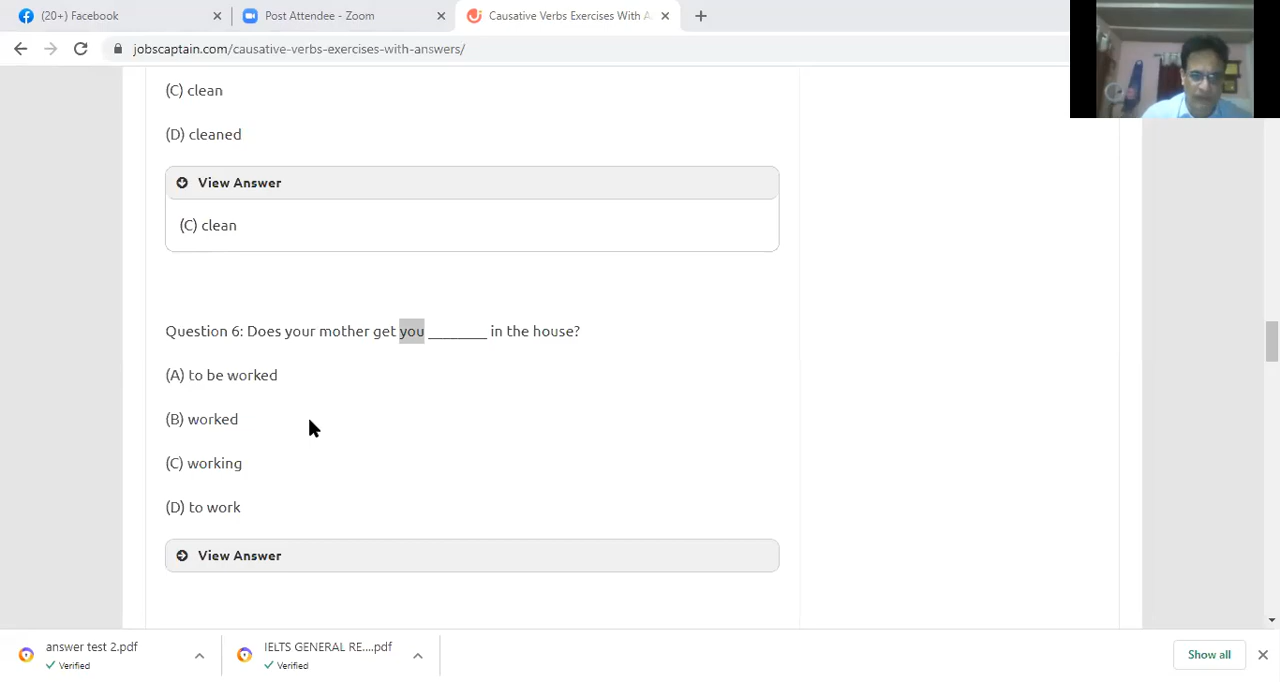 (20+) Facebook
Post Attendee - Zoom
Causative Verbs Exercises With A
jobscaptain.com/causative-verbs-exercises-with-answers/
(C) clean
(D) cleaned
View Answer
(C) clean
Question 6: Does your mother get you ________ in the house?
(A) to be worked
(B) worked
(C) working
(D) to work
View Answer
answer test 2.pdf
Verified
IELTS GENERAL RE....pdf
Verified
Show all